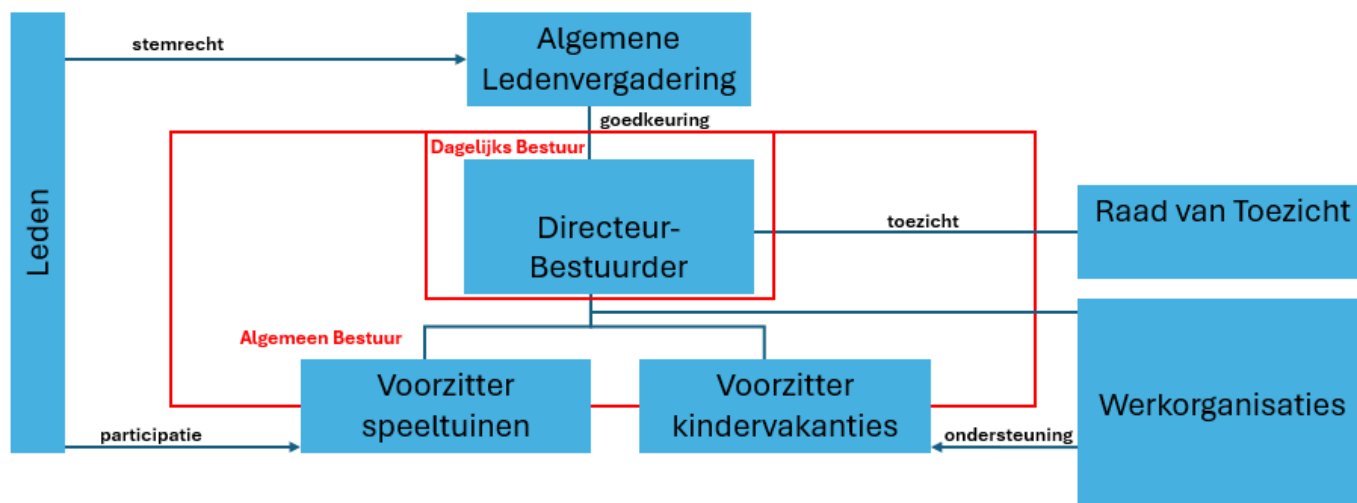 stemrecht
Algemene
Ledenvergadering
goedkeuring
Dagelijks Bestuur
Leden
Directeur-
Bestuurder
toezicht
Raad van Toezicht
Algemeen Bestuur
Voorzitter
speeltuinen
Voorzitter
kindervakanties
Werkorganisaties
participatie
ondersteuning